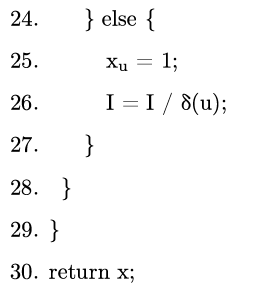 24. } else {
25. xᵤ = 1;
26. I = I / δ(u);
27. }
28. }
29. }
30. return x;